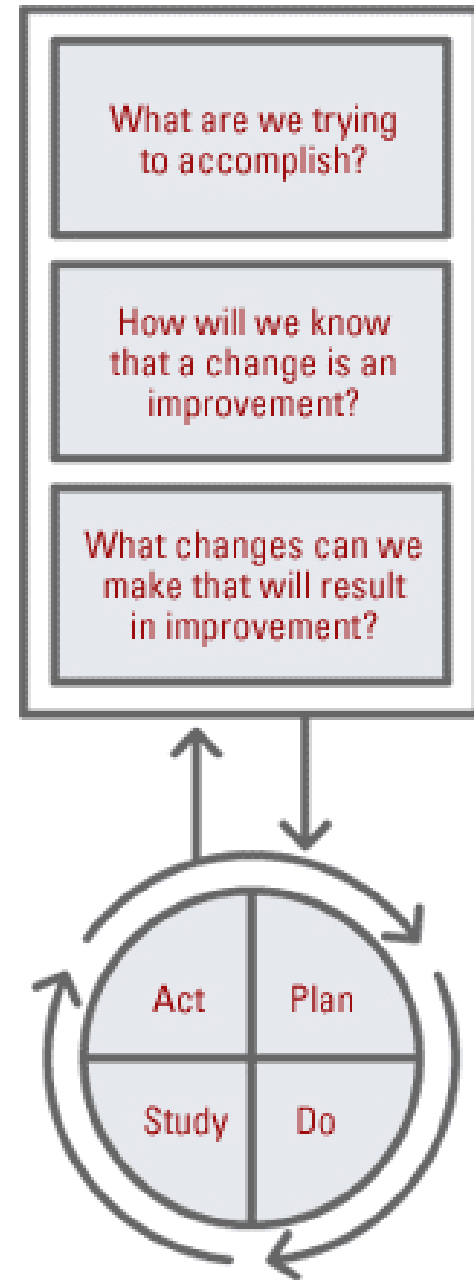 What are we trying
to accomplish?
How will we know
that a change is an
improvement?
What changes can we
make that will result
in improvement?
Act
Plan
Study
Do